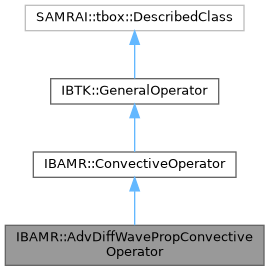 SAMRAI::tbox::DescribedClass
IBTK::GeneralOperator
IBAMR::ConvectiveOperator
IBAMR::AdvDiffWavePropConvective
Operator